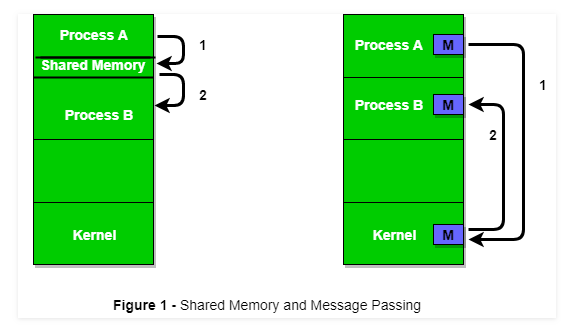 Process A
1
Shared Memory
2
Process B
Kernel
Process A M
1
Process B M
2
Kernel M
Figure 1 - Shared Memory and Message Passing